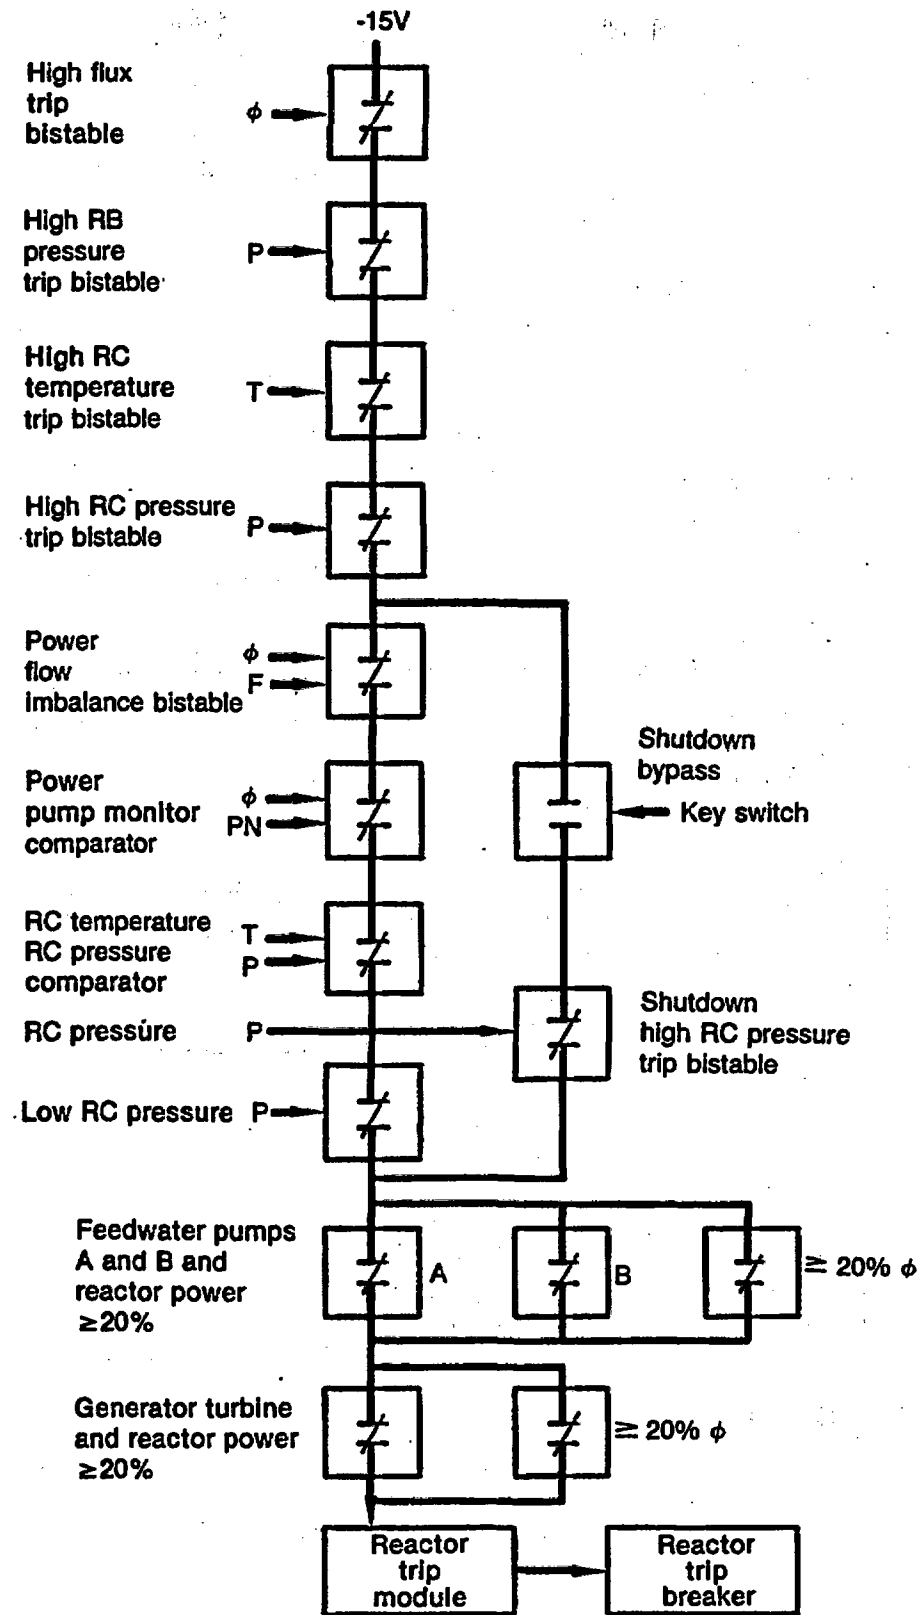 -15V
High flux
trip
bistable
ϕ
High RB
pressure
trip bistable
P
High RC
temperature
trip bistable
T
High RC pressure
trip bistable
P
Power
flow
imbalance bistable
ϕ
F
Shutdown
bypass
Key switch
Power
pump monitor
comparator
ϕ
PN
RC temperature
RC pressure
comparator
T
P
Shutdown
high RC pressure
trip bistable
RC pressure P
Low RC pressure P
Feedwater pumps
A and B and
reactor power
≥20%
A
B
≥ 20% ϕ
Generator turbine
and reactor power
≥20%
≥ 20% ϕ
Reactor
trip
module
Reactor
trip
breaker